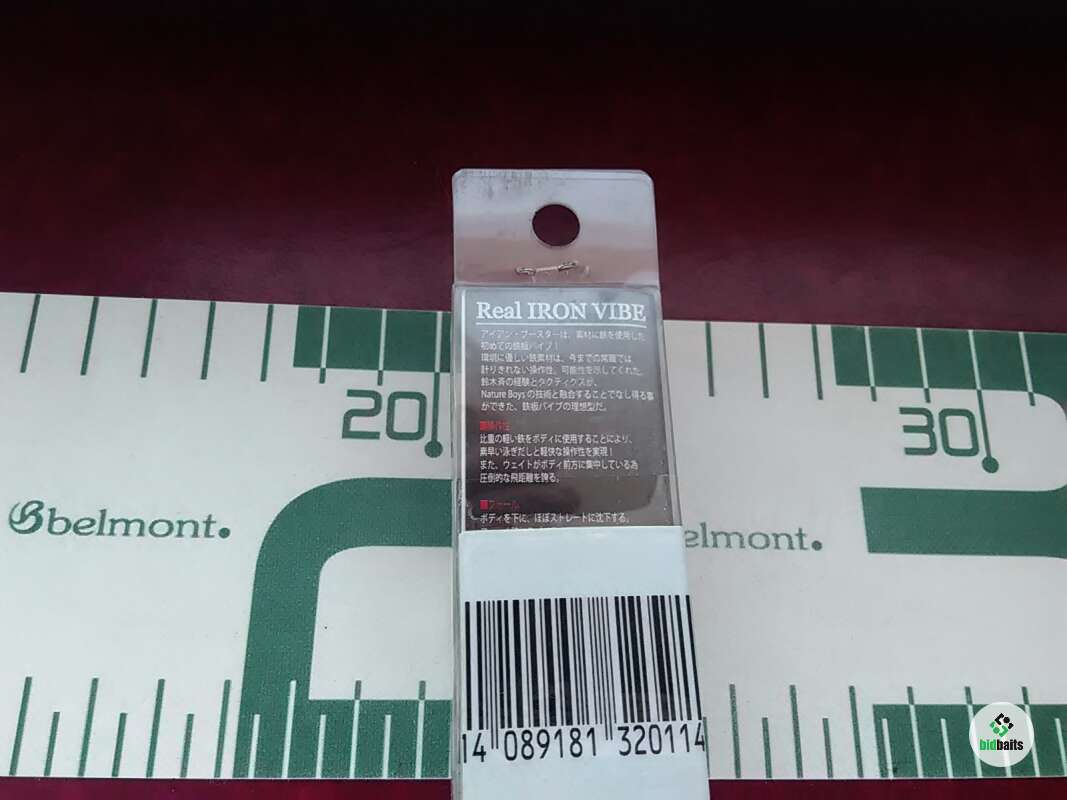 Real IRON VIBE
アイアン・ブースターは、素材に鉄を使用した
初めての鉄板バイブ！
環境に優しい鉄素材は、今までの常識では
計りきれない操作性、可能性を示してくれた。
鈴木斉の経験とタクティクスが、
Nature Boysの技術と融合することでなし得る事
ができた、鉄板バイブの理想型だ。
■操作性
比重の軽い鉄をボディに使用することにより、
素早い泳ぎだしと軽快な操作性を実現！
また、ウェイトがボディ前方に集中している為
圧倒的な飛距離を誇る。
■フォール
ボディを下に、ほぼストレートに沈下する。
20
30
belmont.
elmont.
14 089181 320114
bidbaits